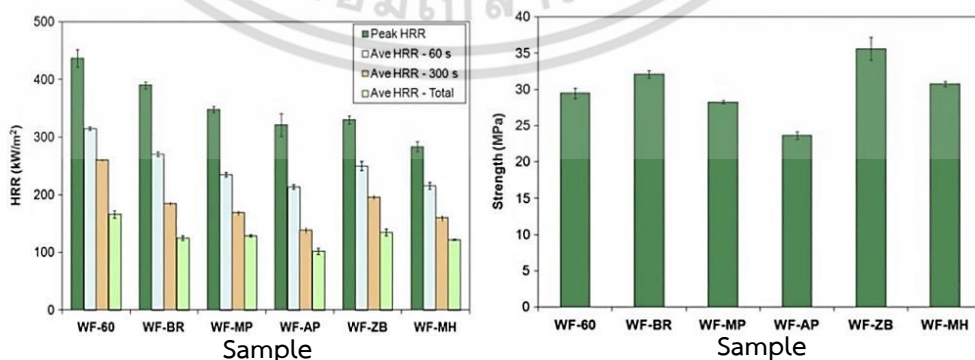 500
400
300
200
100
0
HRR (kW/m²)
Peak HRR
Ave HRR - 60 s
Ave HRR - 300 s
Ave HRR - Total
WF-60 WF-BR WF-MP WF-AP WF-ZB WF-MH
Sample
40
35
30
25
20
15
10
5
0
Strength (MPa)
WF-60 WF-BR WF-MP WF-AP WF-ZB WF-MH
Sample